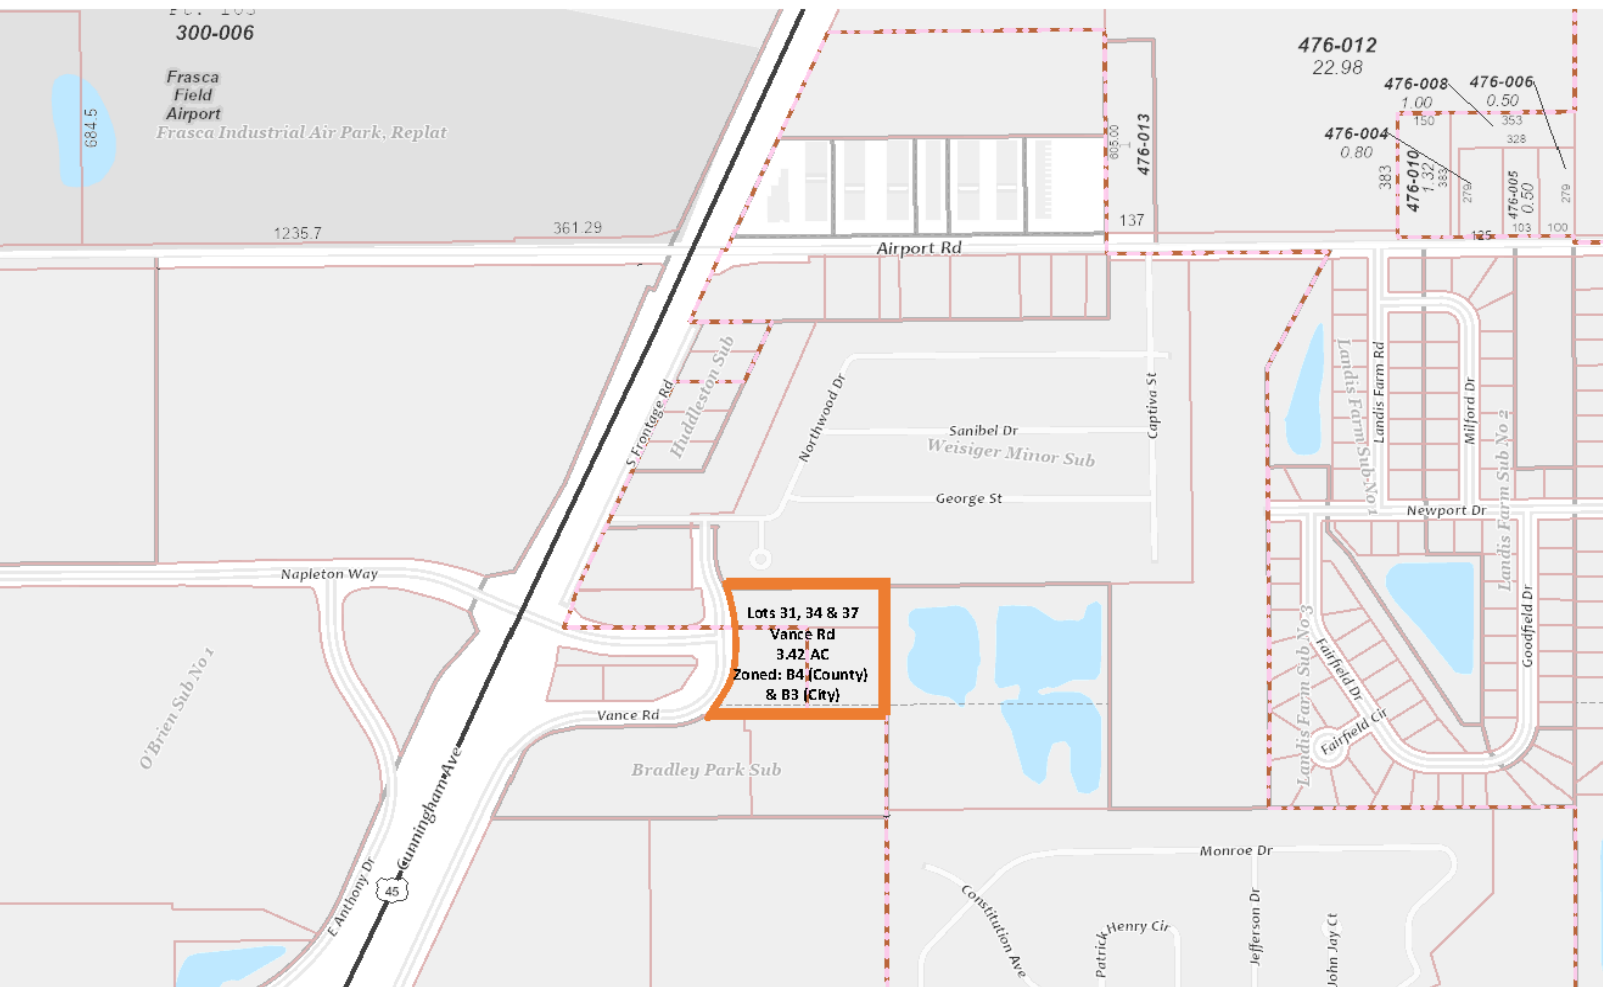 300-006
Frasca
Field
Airport
Frasca Industrial Air Park, Replat
684.5
1235.7
361.29
476-012
22.98
476-008
1.00
476-006
0.50
150
353
328
476-004
0.80
383
476-010
1.32
383
279
476-005
0.50
279
125
103
100
605.00
476-013
137
Airport Rd
Huddleston Sub
S Frontage Rd
Northwood Dr
Sanibel Dr
Weisiger Minor Sub
George St
Captiva St
Landis Farm Sub No 1
Landis Farm Rd
Milford Dr
Landis Farm Sub No 2
Newport Dr
Napleton Way
Lots 31, 34 & 37
Vance Rd
3.42 AC
Zoned: B4 (County)
& B3 (City)
O'Brien Sub No 1
Vance Rd
Bradley Park Sub
Landis Farm Sub No 3
Fairfield Dr
Fairfield Cir
Goodfield Dr
Cunningham Ave
45
E Anthony Dr
Monroe Dr
Constitution Ave
Patrick
Henry Cir
Jefferson Dr
John Jay Ct